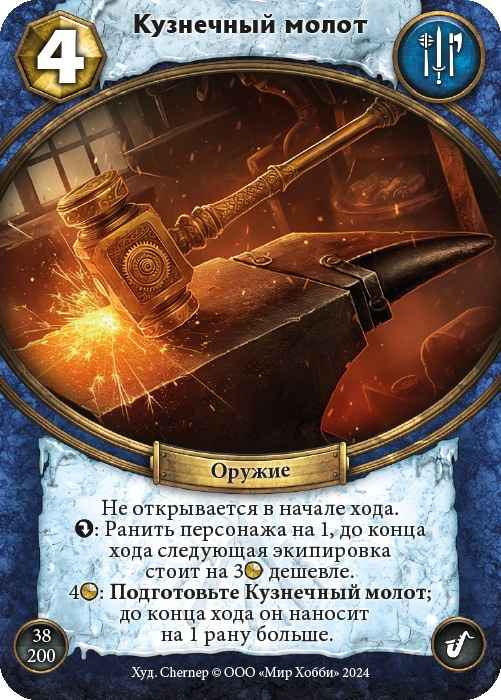 Кузнечный молот
4
Оружие
Не открывается в начале хода.
: Ранить персонажа на 1, до конца
хода следующая экипировка
стоит на 3 дешевле.
4: Подготовьте Кузнечный молот;
до конца хода он наносит
на 1 рану больше.
38
200
Худ. Chernep © ООО «Мир Хобби» 2024